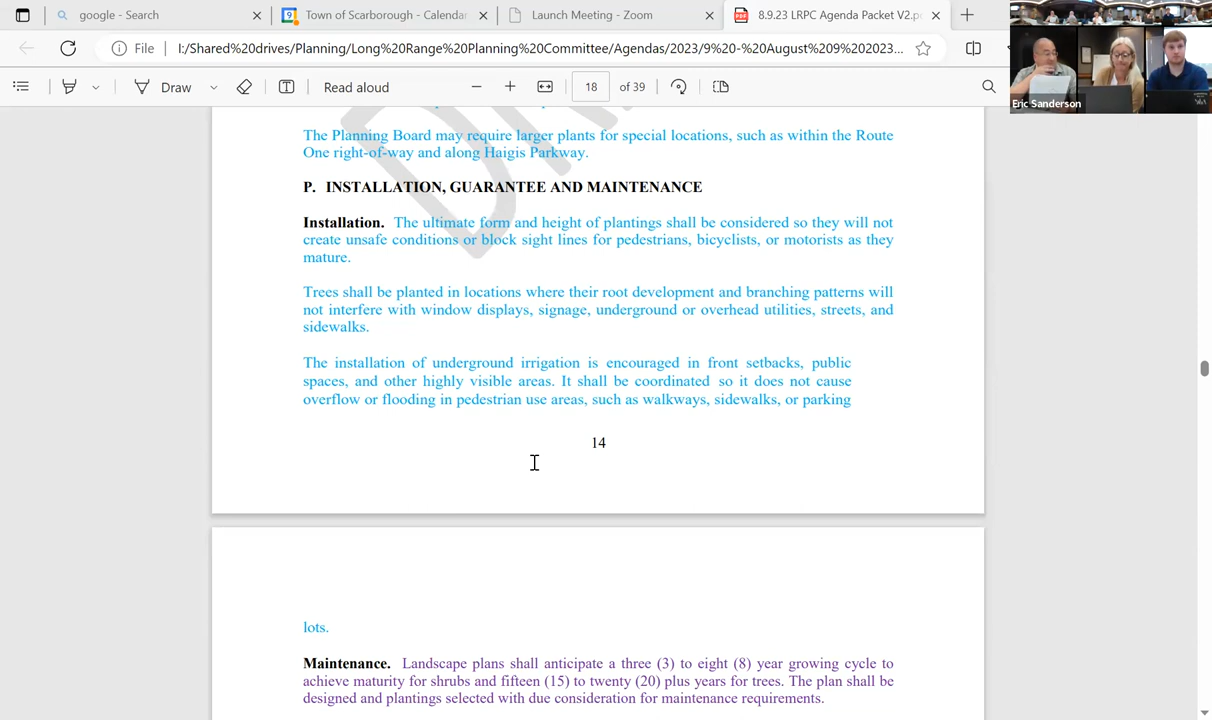 google - Search
Town of Scarborough - Calendar
Launch Meeting - Zoom
8.9.23 LRPC Agenda Packet V2.p
File
I:/Shared%20drives/Planning/Long%20Range%20Planning%20Committee/Agendas/2023/9%20-%20August%209%202023...
Draw
Read aloud
18
of 39
Eric Sanderson
The Planning Board may require larger plants for special locations, such as within the Route
One right-of-way and along Haigis Parkway.
P. INSTALLATION, GUARANTEE AND MAINTENANCE
Installation. The ultimate form and height of plantings shall be considered so they will not
create unsafe conditions or block sight lines for pedestrians, bicyclists, or motorists as they
mature.
Trees shall be planted in locations where their root development and branching patterns will
not interfere with window displays, signage, underground or overhead utilities, streets, and
sidewalks.
The installation of underground irrigation is encouraged in front setbacks, public
spaces, and other highly visible areas. It shall be coordinated so it does not cause
overflow or flooding in pedestrian use areas, such as walkways, sidewalks, or parking
14
lots.
Maintenance. Landscape plans shall anticipate a three (3) to eight (8) year growing cycle to
achieve maturity for shrubs and fifteen (15) to twenty (20) plus years for trees. The plan shall be
designed and plantings selected with due consideration for maintenance requirements.